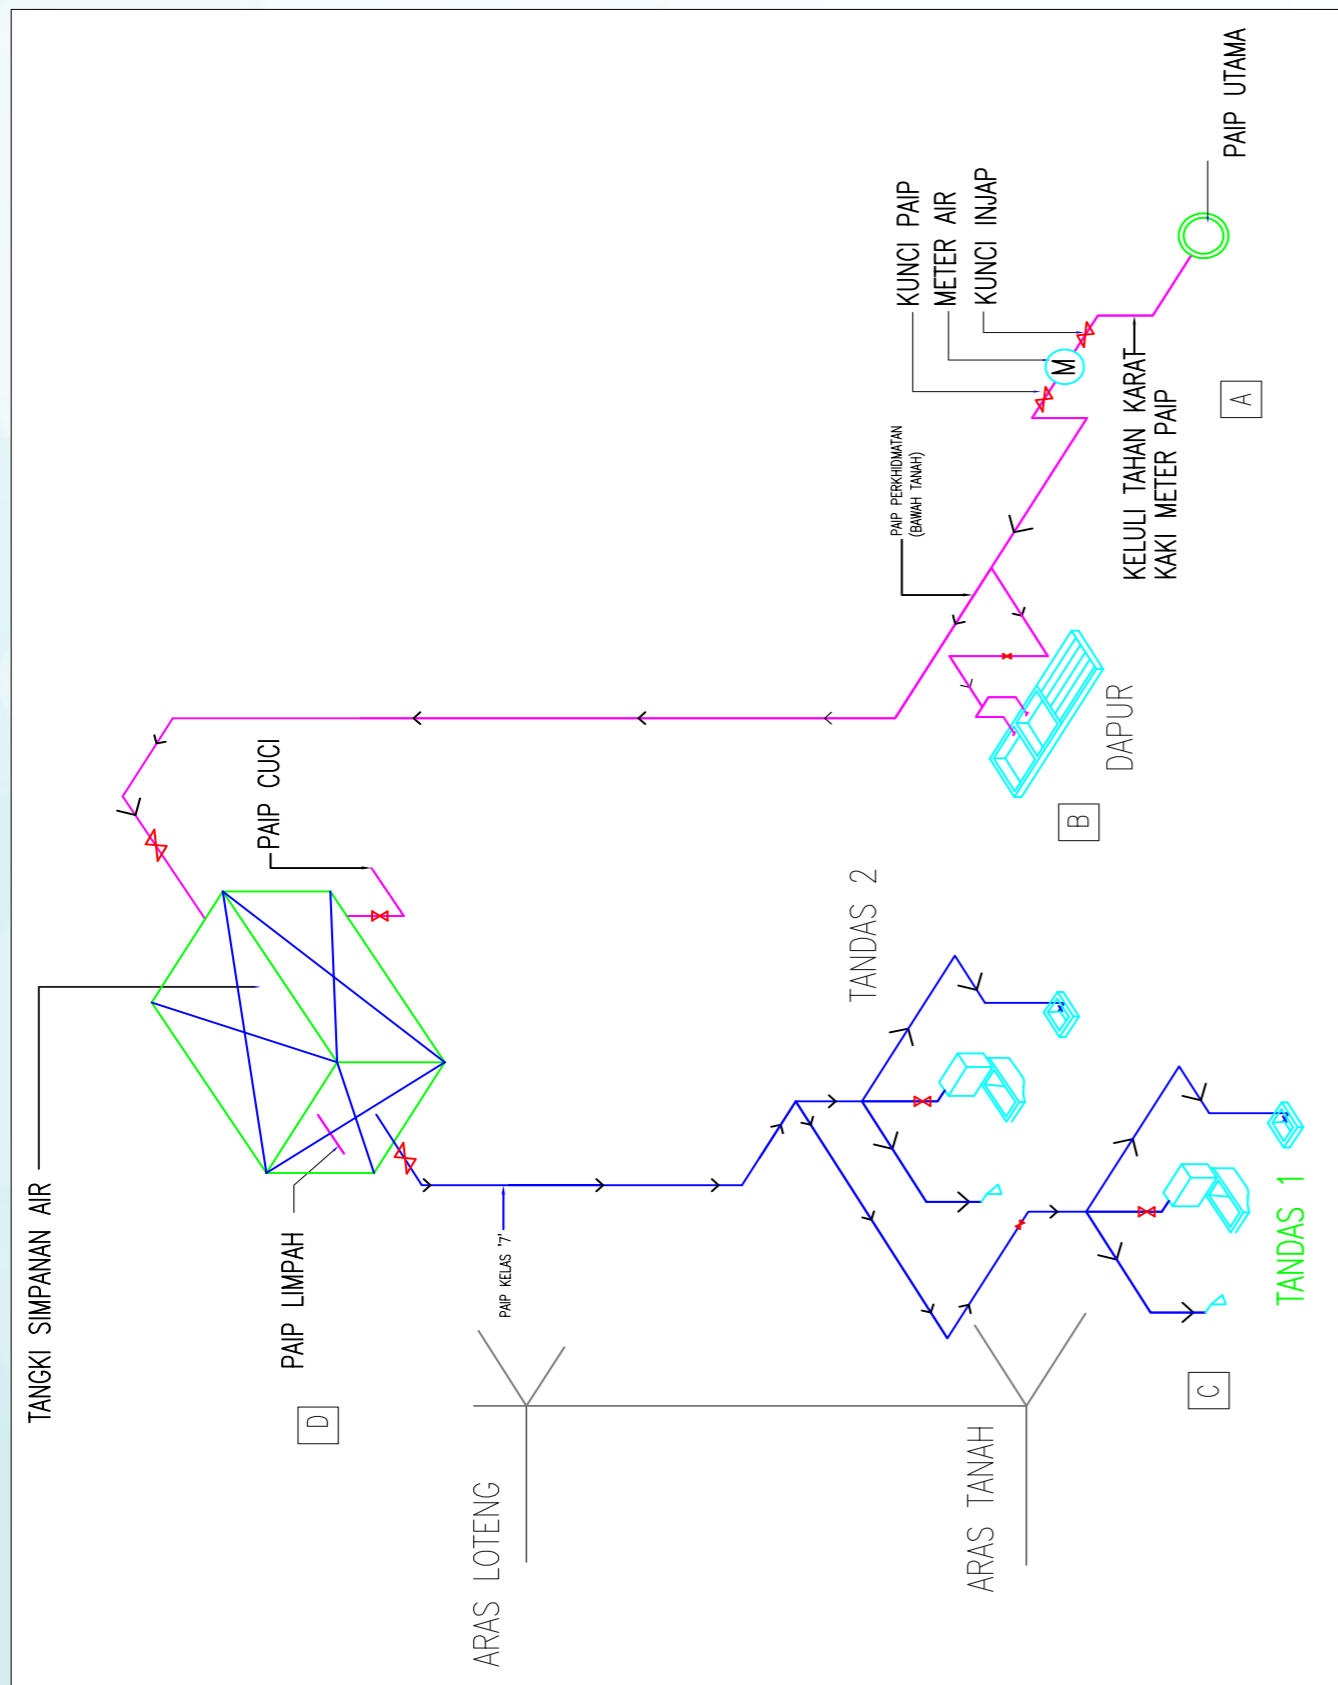 TANGKI SIMPANAN AIR
PAIP LIMPAH
D
PAIP CUCI
PAIP KELAS '7'
ARAS LOTENG
ARAS TANAH
TANDAS 2
TANDAS 1
C
B
DAPUR
PAIP PERKHIDMATAN
(BAWAH TANAH)
KUNCI PAIP
METER AIR
KUNCI INJAP
M
KELULI TAHAN KARAT
KAKI METER PAIP
A
PAIP UTAMA